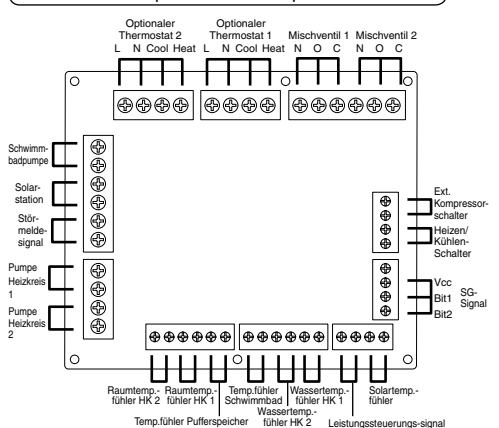 Optionaler
Thermostat 2
L N Cool Heat
Optionaler
Thermostat 1
L N Cool Heat
Mischventil 1
N O C
Mischventil 2
N O C
Schwimm-
badpumpe
Solar-
station
Stör-
melde-
signal
Pumpe
Heizkreis
1
Pumpe
Heizkreis
2
Ext.
Kompressor-
schalter
Heizen/
Kühlen-
Schalter
Vcc
Bit1
Bit2
SG-
Signal
Raumtemp.-
fühler HK 2
Raumtemp.-
fühler HK 1
Temp.fühler Pufferspeicher
Temp.fühler
Schwimmbad
Wassertemp.-
fühler HK 2
Wassertemp.-
fühler HK 1
Leistungssteuerungs-signal
Solartemp.-
fühler